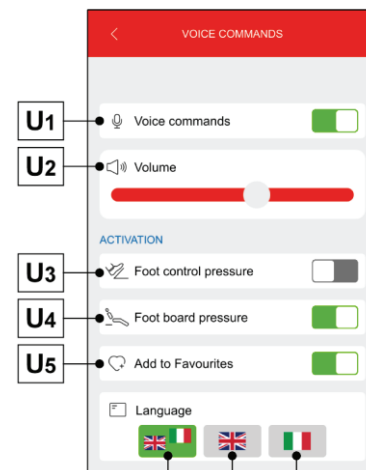 VOICE COMMANDS
U1 Voice commands
U2 Volume
ACTIVATION
U3 Foot control pressure
U4 Foot board pressure
U5 Add to Favourites
Language